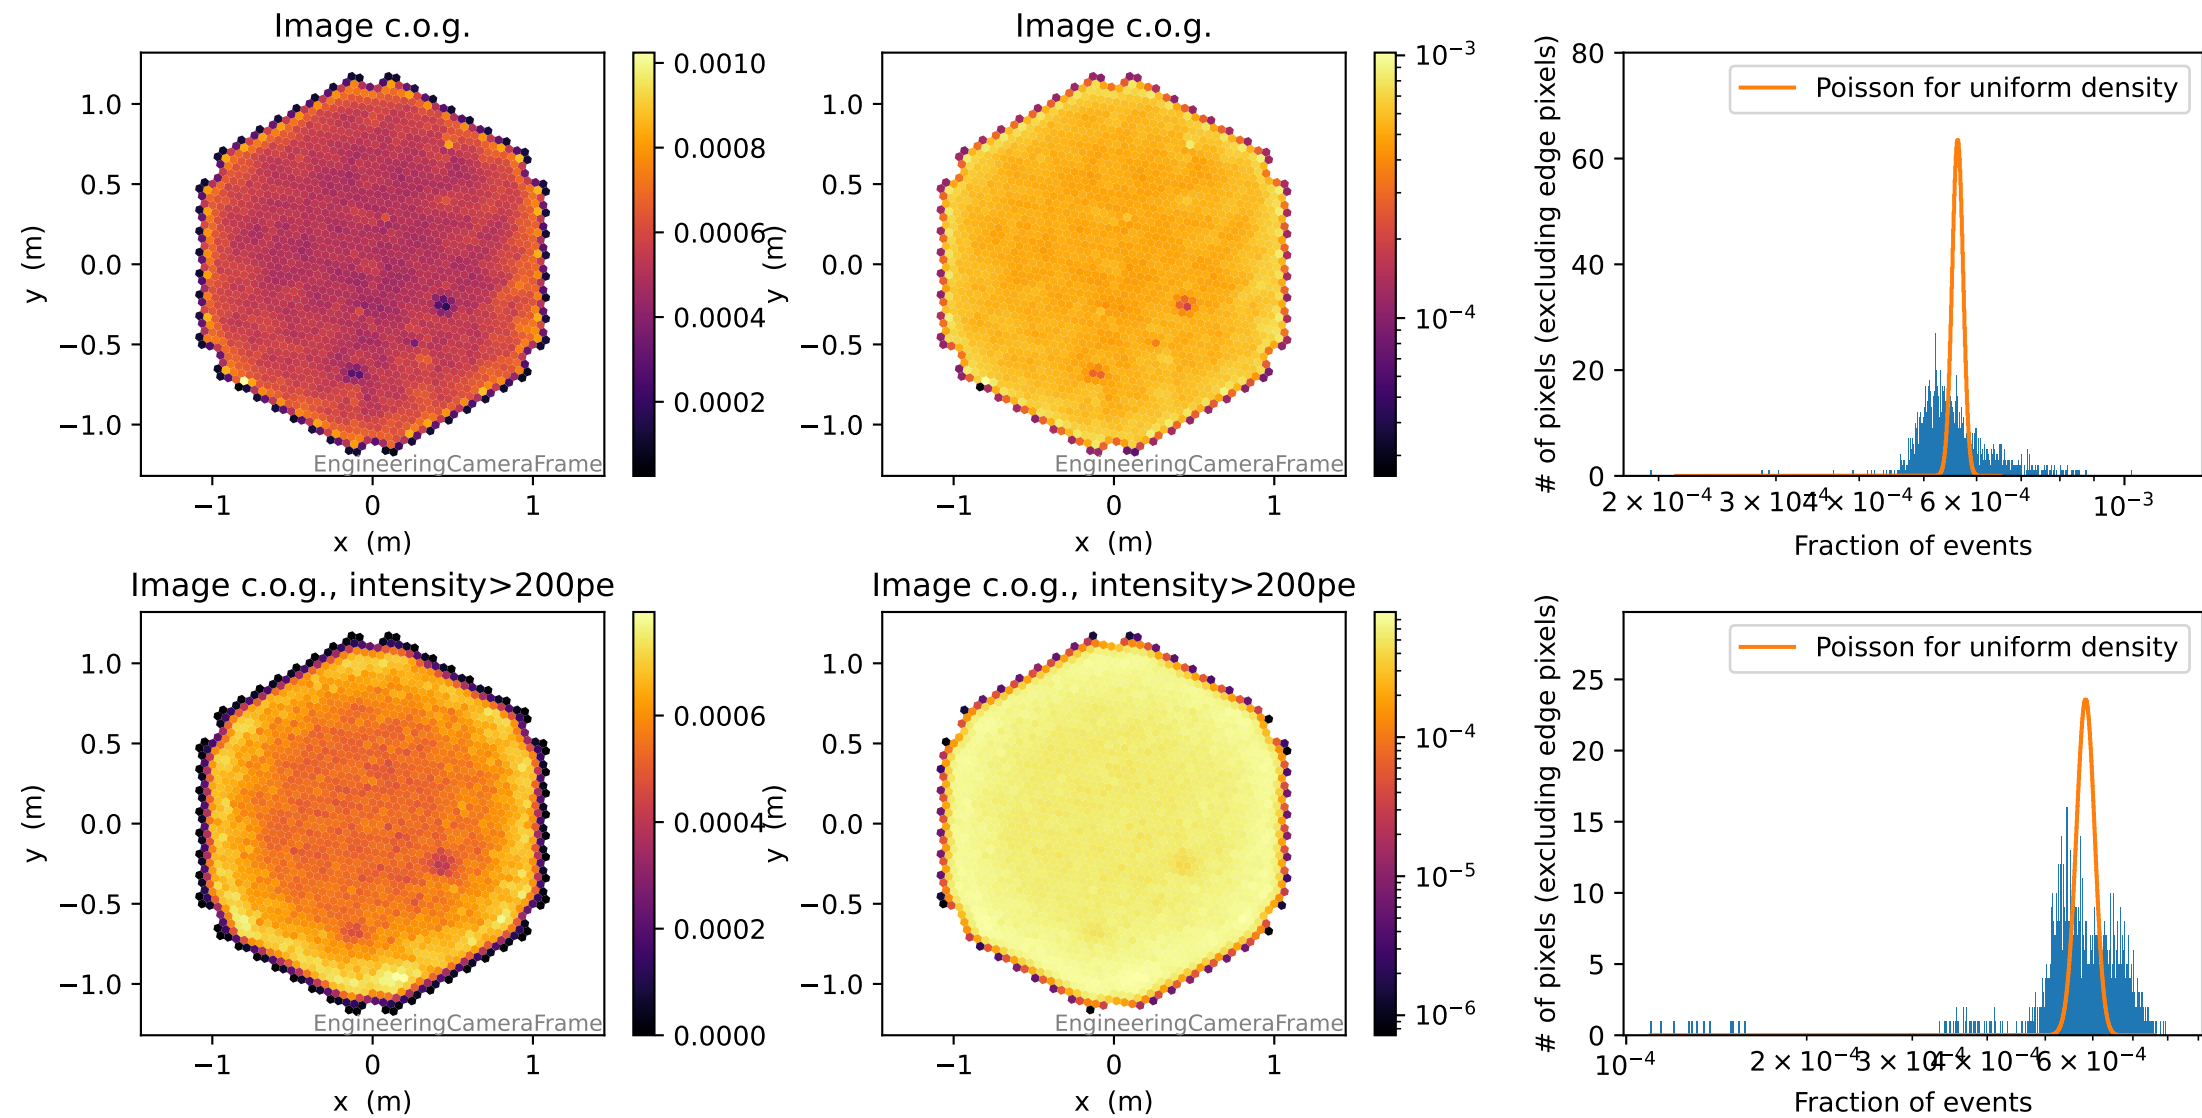 Image c.o.g.
1.0
0.5
0.0
−0.5
−1.0
y (m)
−1
0
1
x (m)
EngineeringCameraFrame
0.0010
0.0008
0.0006
0.0004
0.0002
Image c.o.g.
1.0
0.5
0.0
−0.5
−1.0
y (m)
−1
0
1
x (m)
EngineeringCameraFrame
10⁻³
10⁻⁴
80
60
40
20
0
# of pixels (excluding edge pixels)
Poisson for uniform density
2 × 10⁻⁴ 3 × 10⁻⁴ 4 × 10⁻⁴ 6 × 10⁻⁴ 10⁻³
Fraction of events
Image c.o.g., intensity>200pe
1.0
0.5
0.0
−0.5
−1.0
y (m)
−1
0
1
x (m)
EngineeringCameraFrame
0.0006
0.0004
0.0002
0.0000
Image c.o.g., intensity>200pe
1.0
0.5
0.0
−0.5
−1.0
y (m)
−1
0
1
x (m)
EngineeringCameraFrame
10⁻⁴
10⁻⁵
10⁻⁶
25
20
15
10
5
0
# of pixels (excluding edge pixels)
Poisson for uniform density
10⁻⁴ 2 × 10⁻⁴ 3 × 10⁻⁴ 4 × 10⁻⁴ 6 × 10⁻⁴
Fraction of events